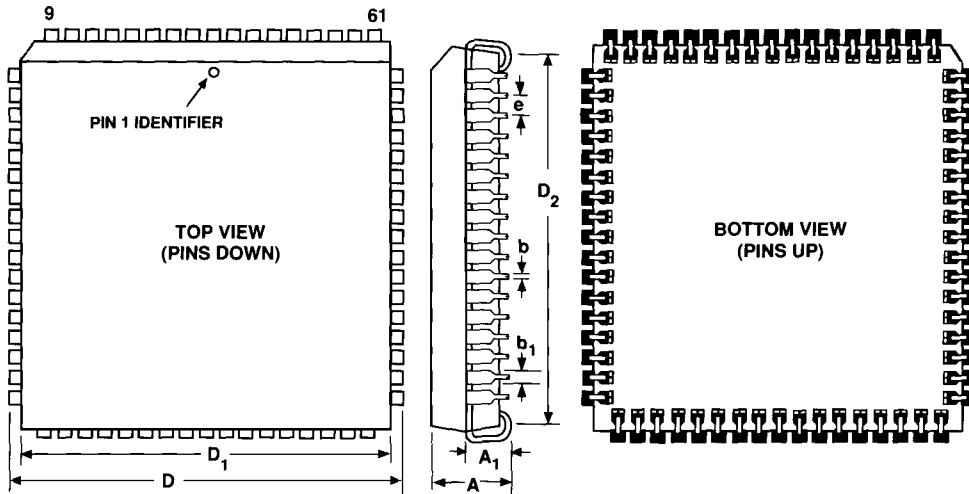 9 61
PIN 1 IDENTIFIER
TOP VIEW
(PINS DOWN)
D1
D
e
D2
b
b1
A1
A
BOTTOM VIEW
(PINS UP)